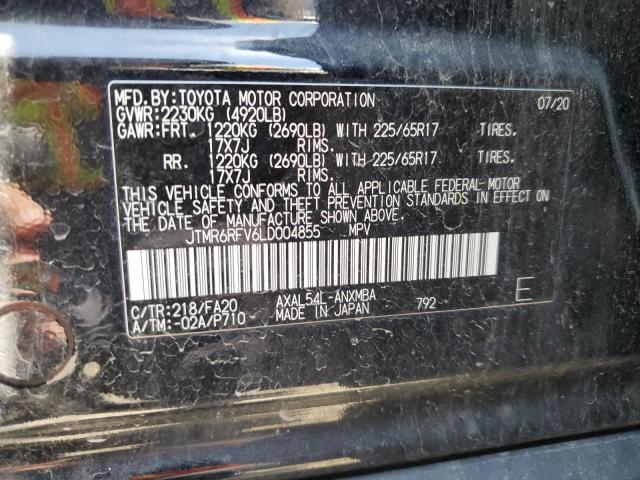 MFD.BY:TOYOTA MOTOR CORPORATION 07/20
GVWR:2230KG (4920LB)
GAWR:FRT. 1220KG (2690LB) WITH 225/65R17 TIRES.
17X7J RIMS.
RR. 1220KG (2690LB) WITH 225/65R17 TIRES.
17X7J RIMS.
THIS VEHICLE CONFORMS TO ALL APPLICABLE FEDERAL MOTOR
VEHICLE SAFETY AND THEFT PREVENTION STANDARDS IN EFFECT ON
THE DATE OF MANUFACTURE SHOWN ABOVE.
JTMR6RFV6LD004855 MPV
C/TR:218/FA20 AXAL54L-ANXMBA 792 E
A/TM:-02A/P710 MADE IN JAPAN